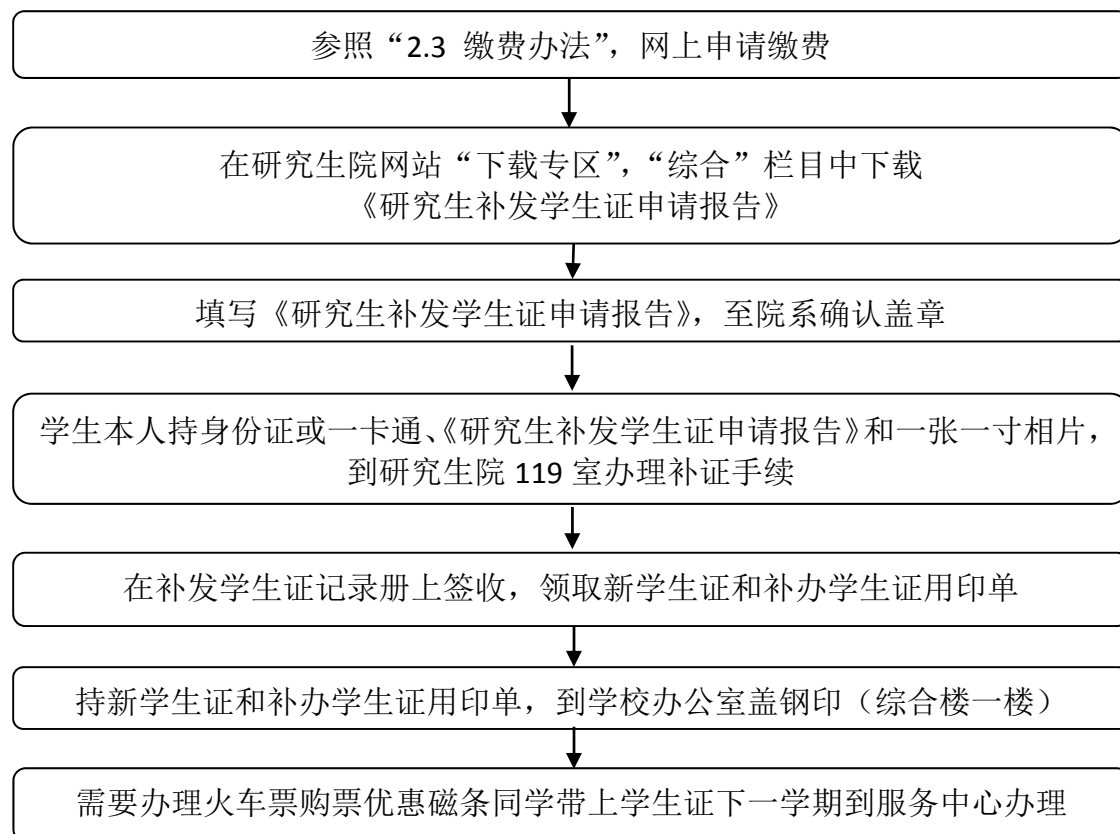 参照“2.3 缴费办法”，网上申请缴费
在研究生院网站“下载专区”，“综合”栏目中下载
《研究生补发学生证申请报告》
填写《研究生补发学生证申请报告》，至院系确认盖章
学生本人持身份证或一卡通、《研究生补发学生证申请报告》和一张一寸相片，
到研究生院 119 室办理补证手续
在补发学生证记录册上签收，领取新学生证和补办学生证用印单
持新学生证和补办学生证用印单，到学校办公室盖钢印（综合楼一楼）
需要办理火车票购票优惠磁条同学带上学生证下一学期到服务中心办理